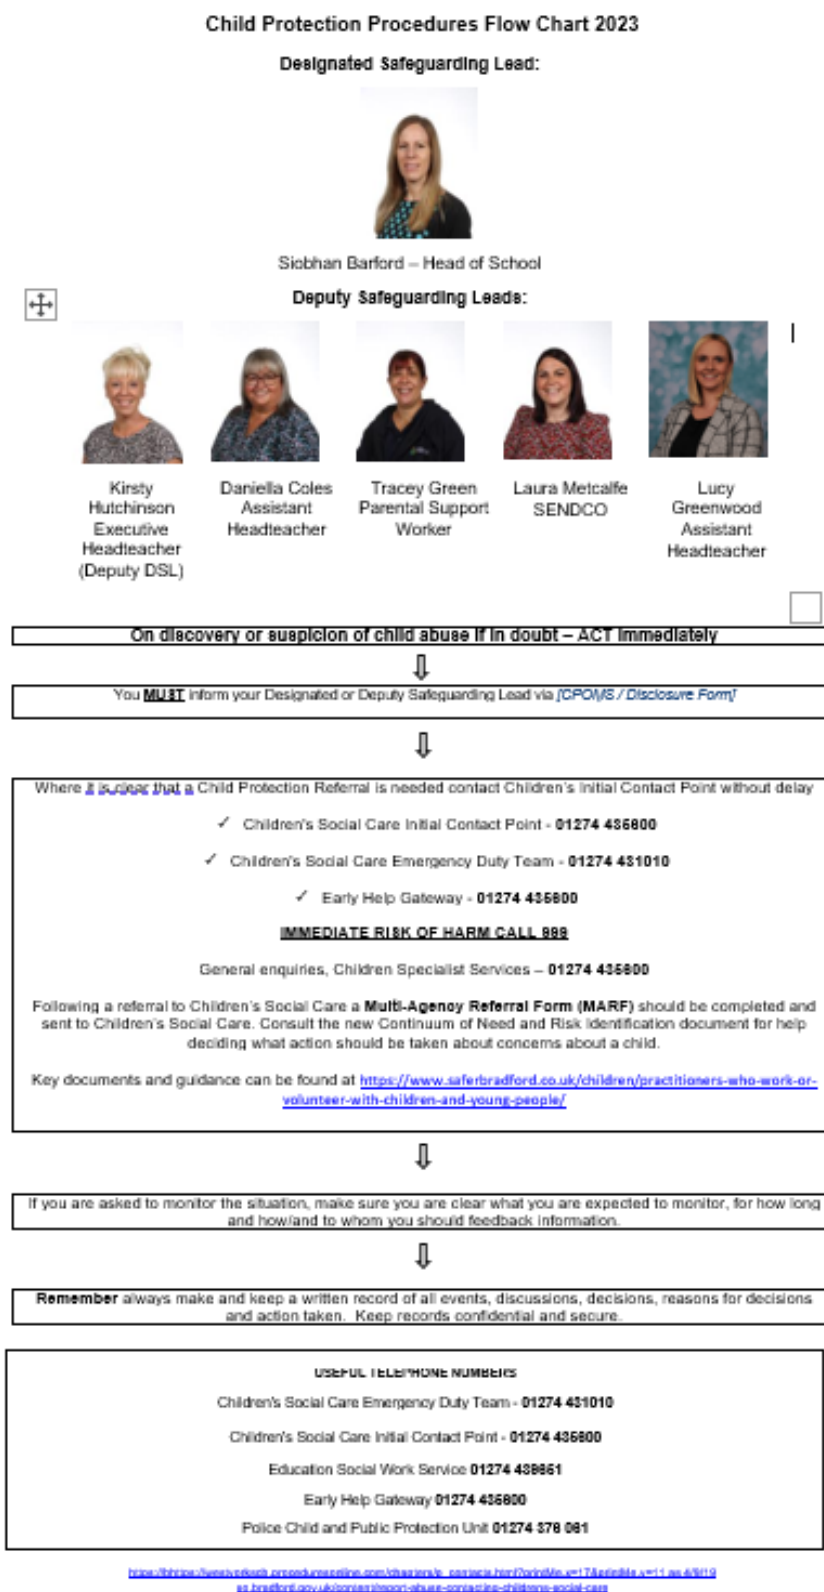 Child Protection Procedures Flow Chart 2023
Designated Safeguarding Lead:
Siobhan Barford – Head of School
Deputy Safeguarding Leads:
Kirsty Hutchinson Executive Headteacher (Deputy DSL)
Daniella Coles Assistant Headteacher
Tracey Green Parental Support Worker
Laura Metcalfe SENDCO
Lucy Greenwood Assistant Headteacher
On discovery or suspicion of child abuse if in doubt – ACT immediately
You MUST inform your Designated or Deputy Safeguarding Lead via [CPOMS / Disclosure Form]
Where it is clear that a Child Protection Referral is needed contact Children's Initial Contact Point without delay
✓ Children's Social Care Initial Contact Point - 01274 435600
✓ Children's Social Care Emergency Duty Team - 01274 431010
✓ Early Help Gateway - 01274 435600
IMMEDIATE RISK OF HARM CALL 999
General enquiries, Children Specialist Services – 01274 435600
Following a referral to Children's Social Care a Multi-Agency Referral Form (MARF) should be completed and
sent to Children's Social Care. Consult the new Continuum of Need and Risk Identification document for help
deciding what action should be taken about concerns about a child.
Key documents and guidance can be found at https://www.saferbradford.co.uk/children/practitioners-who-work-or-
volunteer-with-children-and-young-people/
If you are asked to monitor the situation, make sure you are clear what you are expected to monitor, for how long
and how/and to whom you should feedback information.
Remember always make and keep a written record of all events, discussions, decisions, reasons for decisions
and action taken. Keep records confidential and secure.
USEFUL TELEPHONE NUMBERS
Children's Social Care Emergency Duty Team - 01274 431010
Children's Social Care Initial Contact Point - 01274 435600
Education Social Work Service 01274 439651
Early Help Gateway 01274 435600
Police Child and Public Protection Unit 01274 376 061